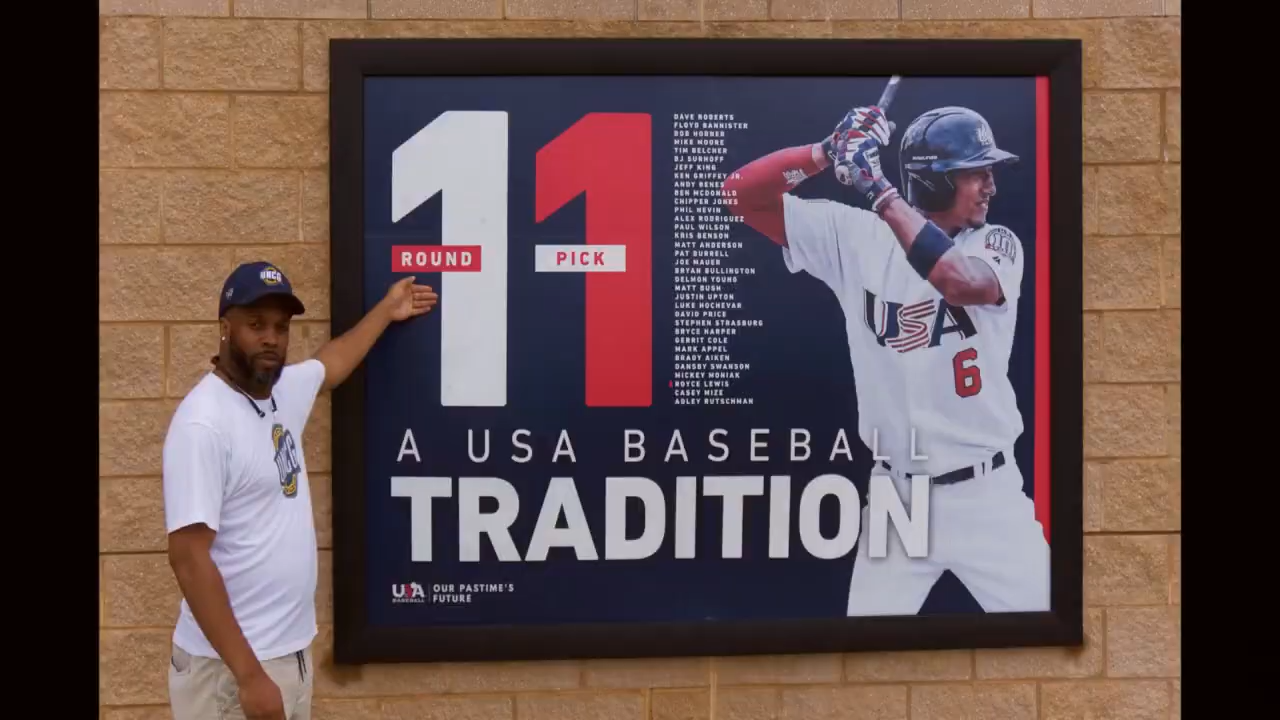 11
ROUND
PICK
DAVE ROBERTS
FLOYD BANNISTER
BOB HORNER
MIKE MOORE
TIM BELCHER
BJ SURHOFF
JEFF KING
KEN GRIFFEY JR.
ANDY BENES
BEN MCDONALD
CHIPPER JONES
PHIL NEVIN
ALEX RODRIGUEZ
PAUL WILSON
KRIS BENSON
MATT ANDERSON
PAT BURRELL
JOE MAUER
BRYAN BULLINGTON
DELMON YOUNG
MATT BUSH
JUSTIN UPTON
LUKE HOCHEVAR
DAVID PRICE
STEPHEN STRASBURG
BRYCE HARPER
GERRIT COLE
MARK APPEL
BRADY AIKEN
DANSBY SWANSON
MICKEY MONIAK
ROYCE LEWIS
CASEY MIZE
ADLEY RUTSCHMAN
USA
6
UNCG
UNCG
A USA BASEBALL
TRADITION
USA
BASEBALL
OUR PASTIME'S
FUTURE